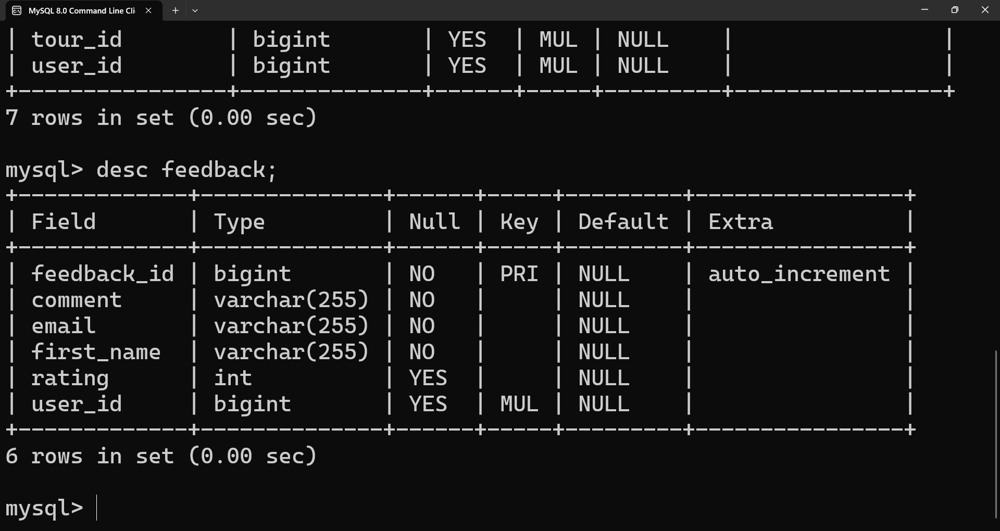 MySQL 8.0 Command Line Cli
| tour_id        | bigint       | YES  | MUL | NULL    |                |
| user_id        | bigint       | YES  | MUL | NULL    |                |
+----------------+--------------+------+-----+---------+----------------+
7 rows in set (0.00 sec)
mysql> desc feedback;
+-------------+--------------+------+-----+---------+----------------+
| Field       | Type         | Null | Key | Default | Extra          |
+-------------+--------------+------+-----+---------+----------------+
| feedback_id | bigint       | NO   | PRI | NULL    | auto_increment |
| comment     | varchar(255) | NO   |     | NULL    |                |
| email       | varchar(255) | NO   |     | NULL    |                |
| first_name  | varchar(255) | NO   |     | NULL    |                |
| rating      | int          | YES  |     | NULL    |                |
| user_id     | bigint       | YES  | MUL | NULL    |                |
+-------------+--------------+------+-----+---------+----------------+
6 rows in set (0.00 sec)
mysql>